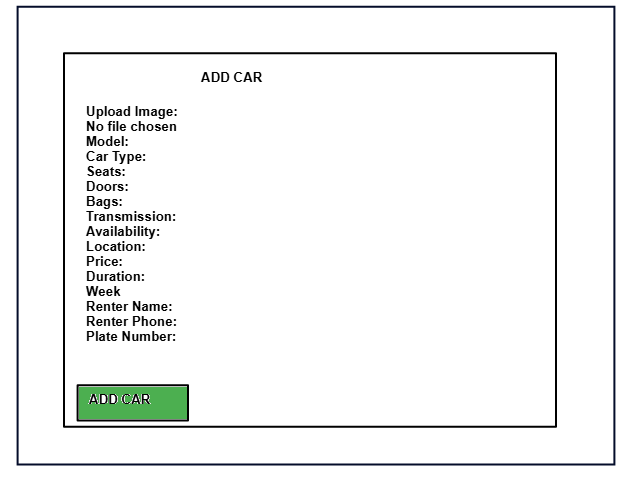 ADD CAR
Upload Image:
No file chosen
Model:
Car Type:
Seats:
Doors:
Bags:
Transmission:
Availability:
Location:
Price:
Duration:
Week
Renter Name:
Renter Phone:
Plate Number:
ADD CAR